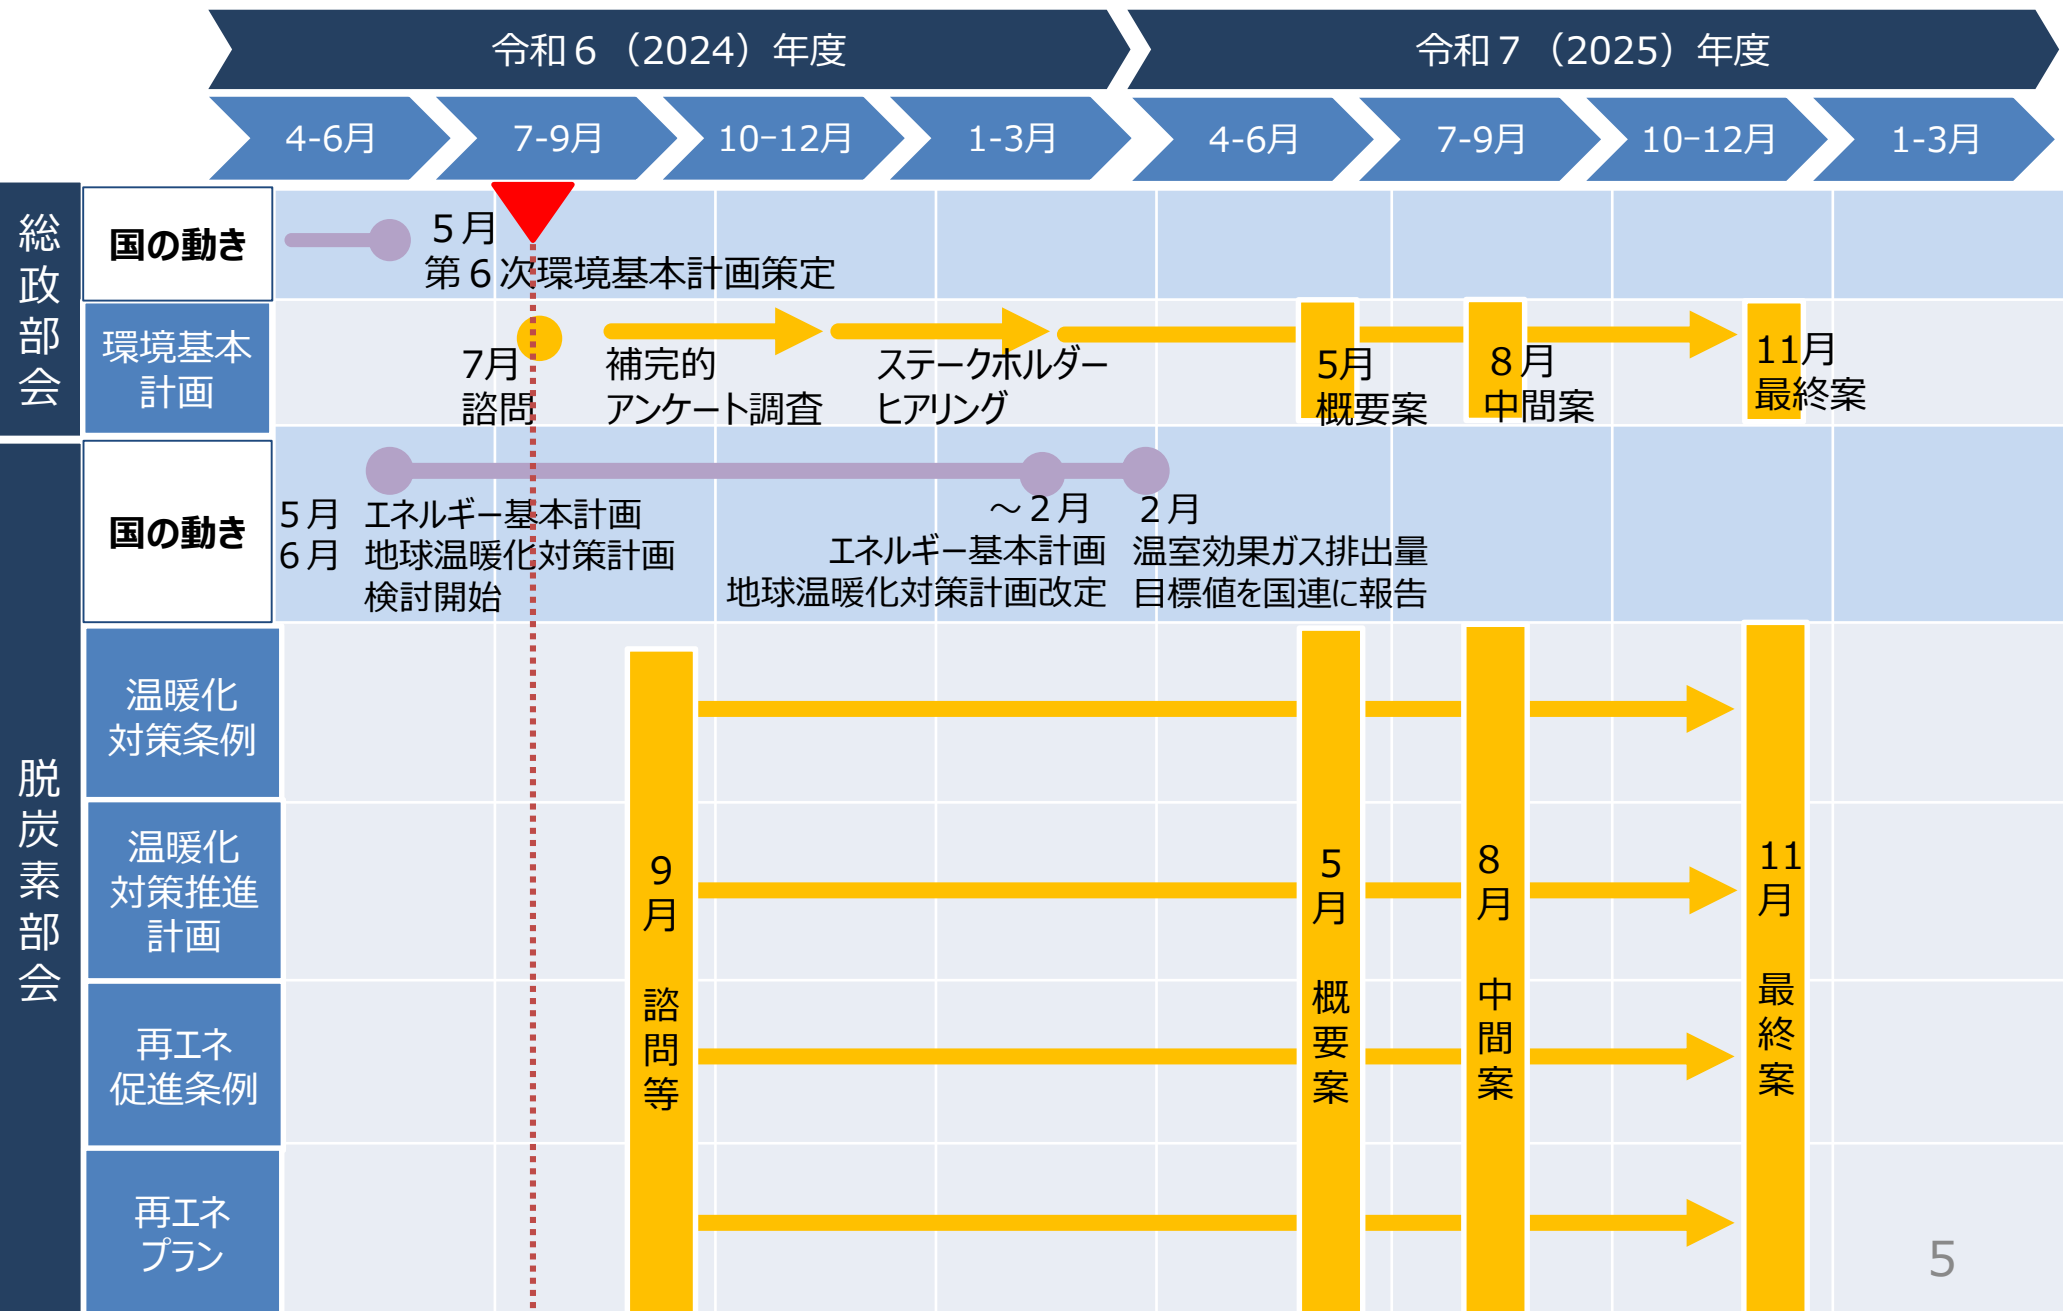 令和６（2024）年度
令和７（2025）年度
4-6月
7-9月
10-12月
1-3月
4-6月
7-9月
10-12月
1-3月
総政部会
国の動き
５月
第６次環境基本計画策定
環境基本
計画
7月
諮問
補完的
アンケート調査
ステークホルダー
ヒアリング
5月
概要案
８月
中間案
11月
最終案
脱炭素部会
国の動き
５月
６月
エネルギー基本計画
地球温暖化対策計画
検討開始
～２月
エネルギー基本計画
地球温暖化対策計画改定
２月
温室効果ガス排出量
目標値を国連に報告
温暖化
対策条例
温暖化
対策推進
計画
再エネ
促進条例
再エネ
プラン
9月　諮問等
5月　概要案
8月　中間案
11月　最終案
5